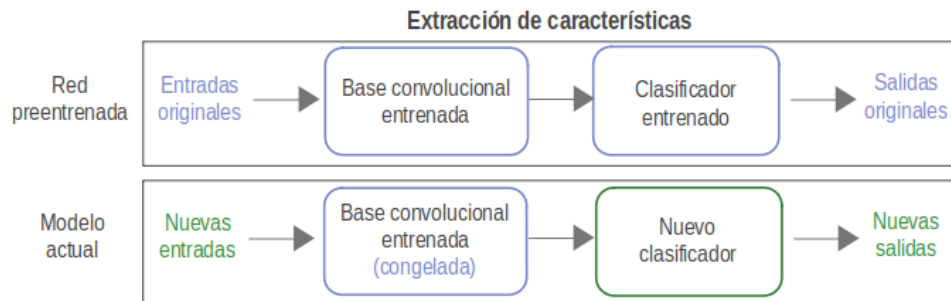 Extracción de características
Red
preentrenada
Entradas
originales
Base convolucional
entrenada
Clasificador
entrenado
Salidas
originales
Modelo
actual
Nuevas
entradas
Base convolucional
entrenada
(congelada)
Nuevo
clasificador
Nuevas
salidas